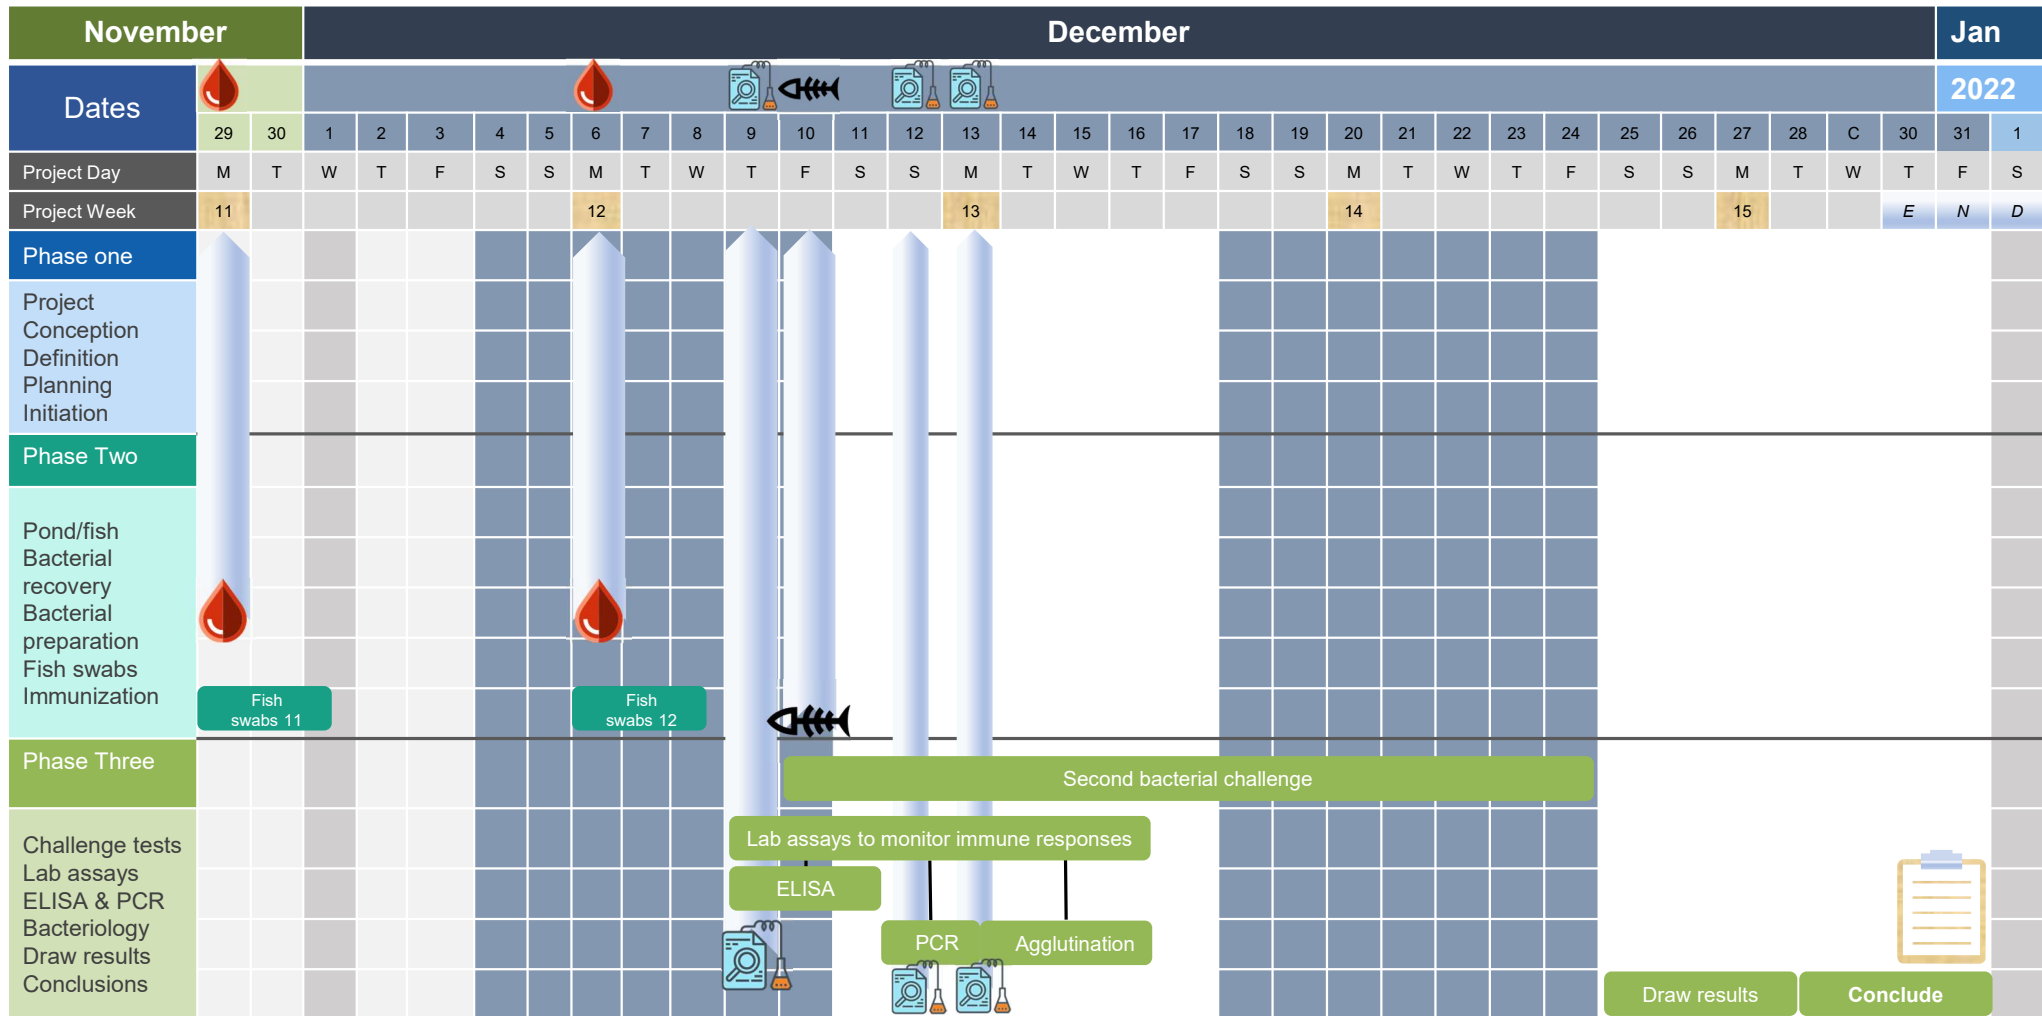 November December Jan
Dates 2022
29 30 1 2 3 4 5 6 7 8 9 10 11 12 13 14 15 16 17 18 19 20 21 22 23 24 25 26 27 28 C 30 31 1
Project Day M T W T F S S M T W T F S S M T W T F S S M T W T F S S M T W T F S
Project Week 11 12 13 14 15 E N D
Phase one
Project
Conception
Definition
Planning
Initiation
Phase Two
Pond/fish
Bacterial
recovery
Bacterial
preparation
Fish swabs
Immunization
Fish
swabs 11
Fish
swabs 12
Phase Three
Second bacterial challenge
Challenge tests
Lab assays
ELISA & PCR
Bacteriology
Draw results
Conclusions
Lab assays to monitor immune responses
ELISA
PCR
Agglutination
Draw results
Conclude